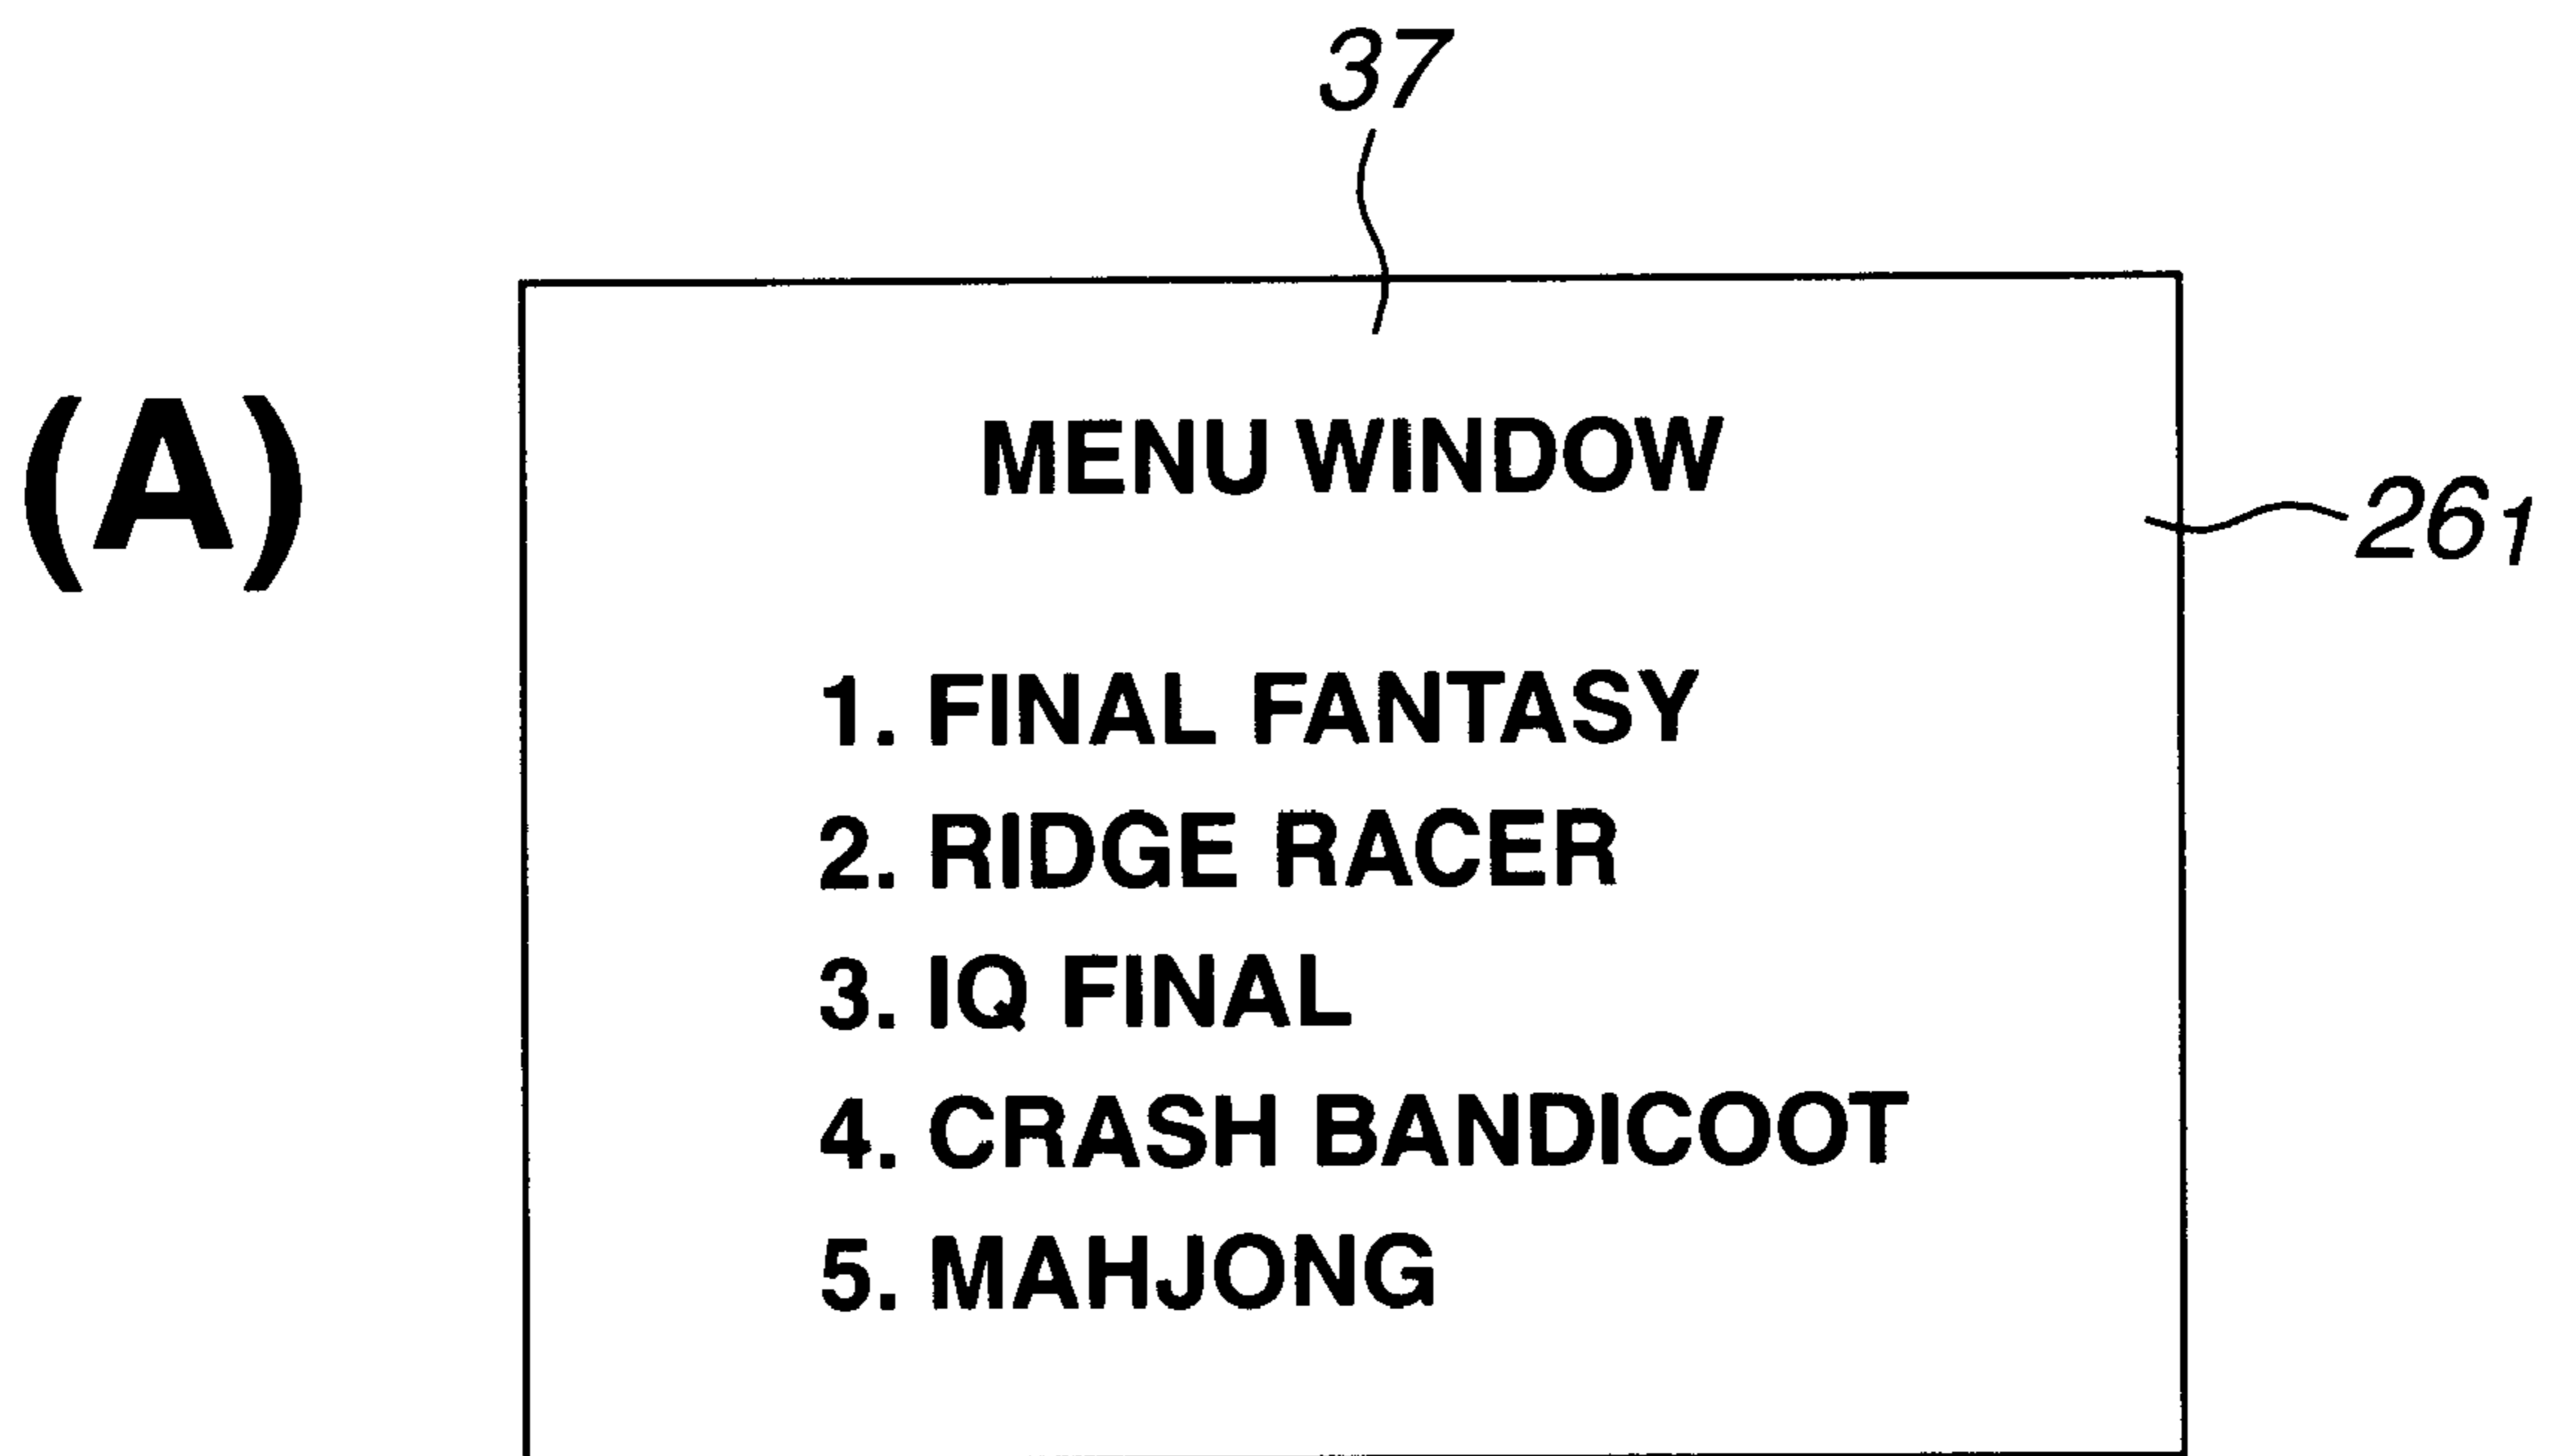 37
(A)
MENU WINDOW
26₁
1. FINAL FANTASY
2. RIDGE RACER
3. IQ FINAL
4. CRASH BANDICOOT
5. MAHJONG